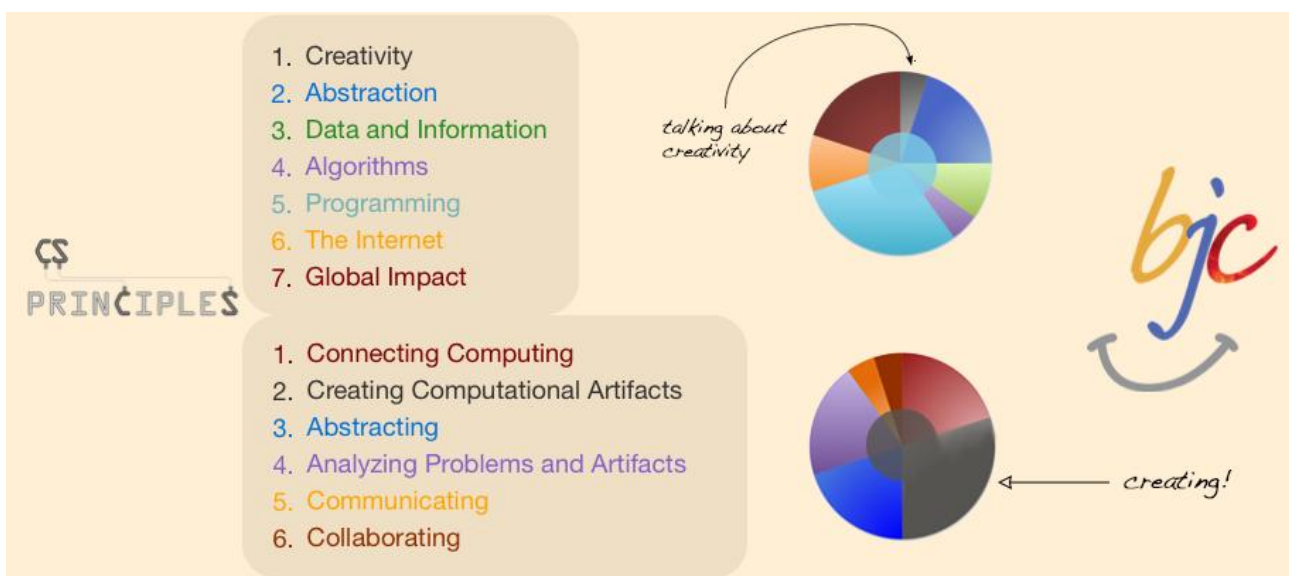 1. Creativity
2. Abstraction
3. Data and Information
4. Algorithms
5. Programming
6. The Internet
7. Global Impact
talking about
creativity
CS
PRINCIPLES
bjc
1. Connecting Computing
2. Creating Computational Artifacts
3. Abstracting
4. Analyzing Problems and Artifacts
5. Communicating
6. Collaborating
creating!